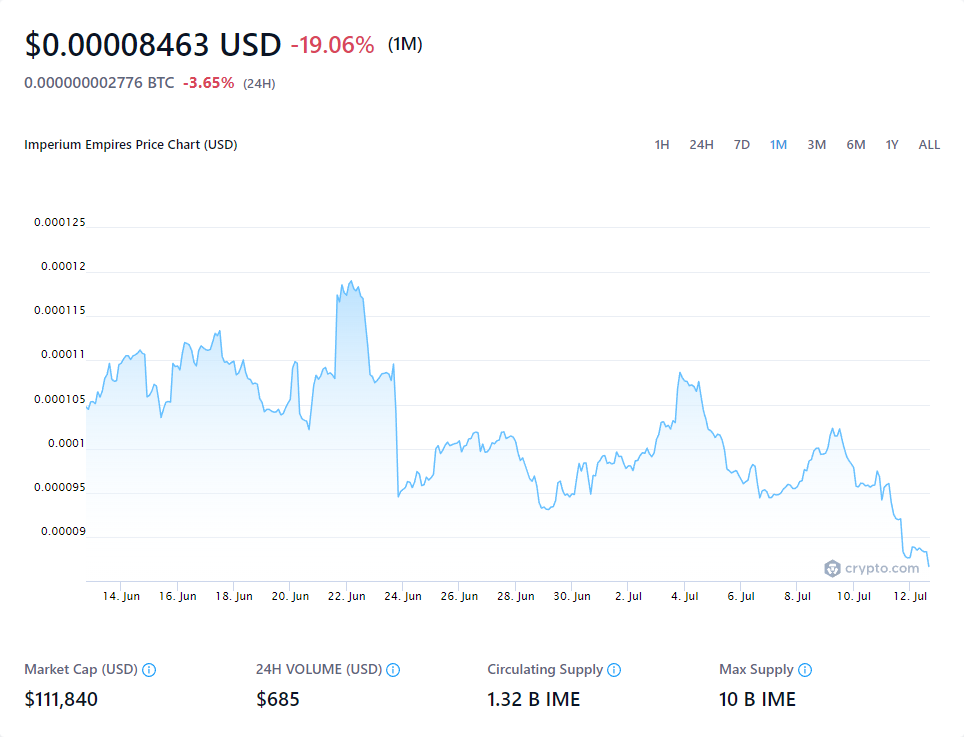 $0.00008463 USD -19.06% (1M)
0.000000002776 BTC -3.65% (24H)
Imperium Empires Price Chart (USD) 1H 24H 7D 1M 3M 6M 1Y ALL
0.000125
0.00012
0.000115
0.00011
0.000105
0.0001
0.000095
0.00009
crypto.com
14. Jun 16. Jun 18. Jun 20. Jun 22. Jun 24. Jun 26. Jun 28. Jun 30. Jun 2. Jul 4. Jul 6. Jul 8. Jul 10. Jul 12. Jul
Market Cap (USD) 24H VOLUME (USD) Circulating Supply Max Supply
$111,840 $685 1.32 B IME 10 B IME